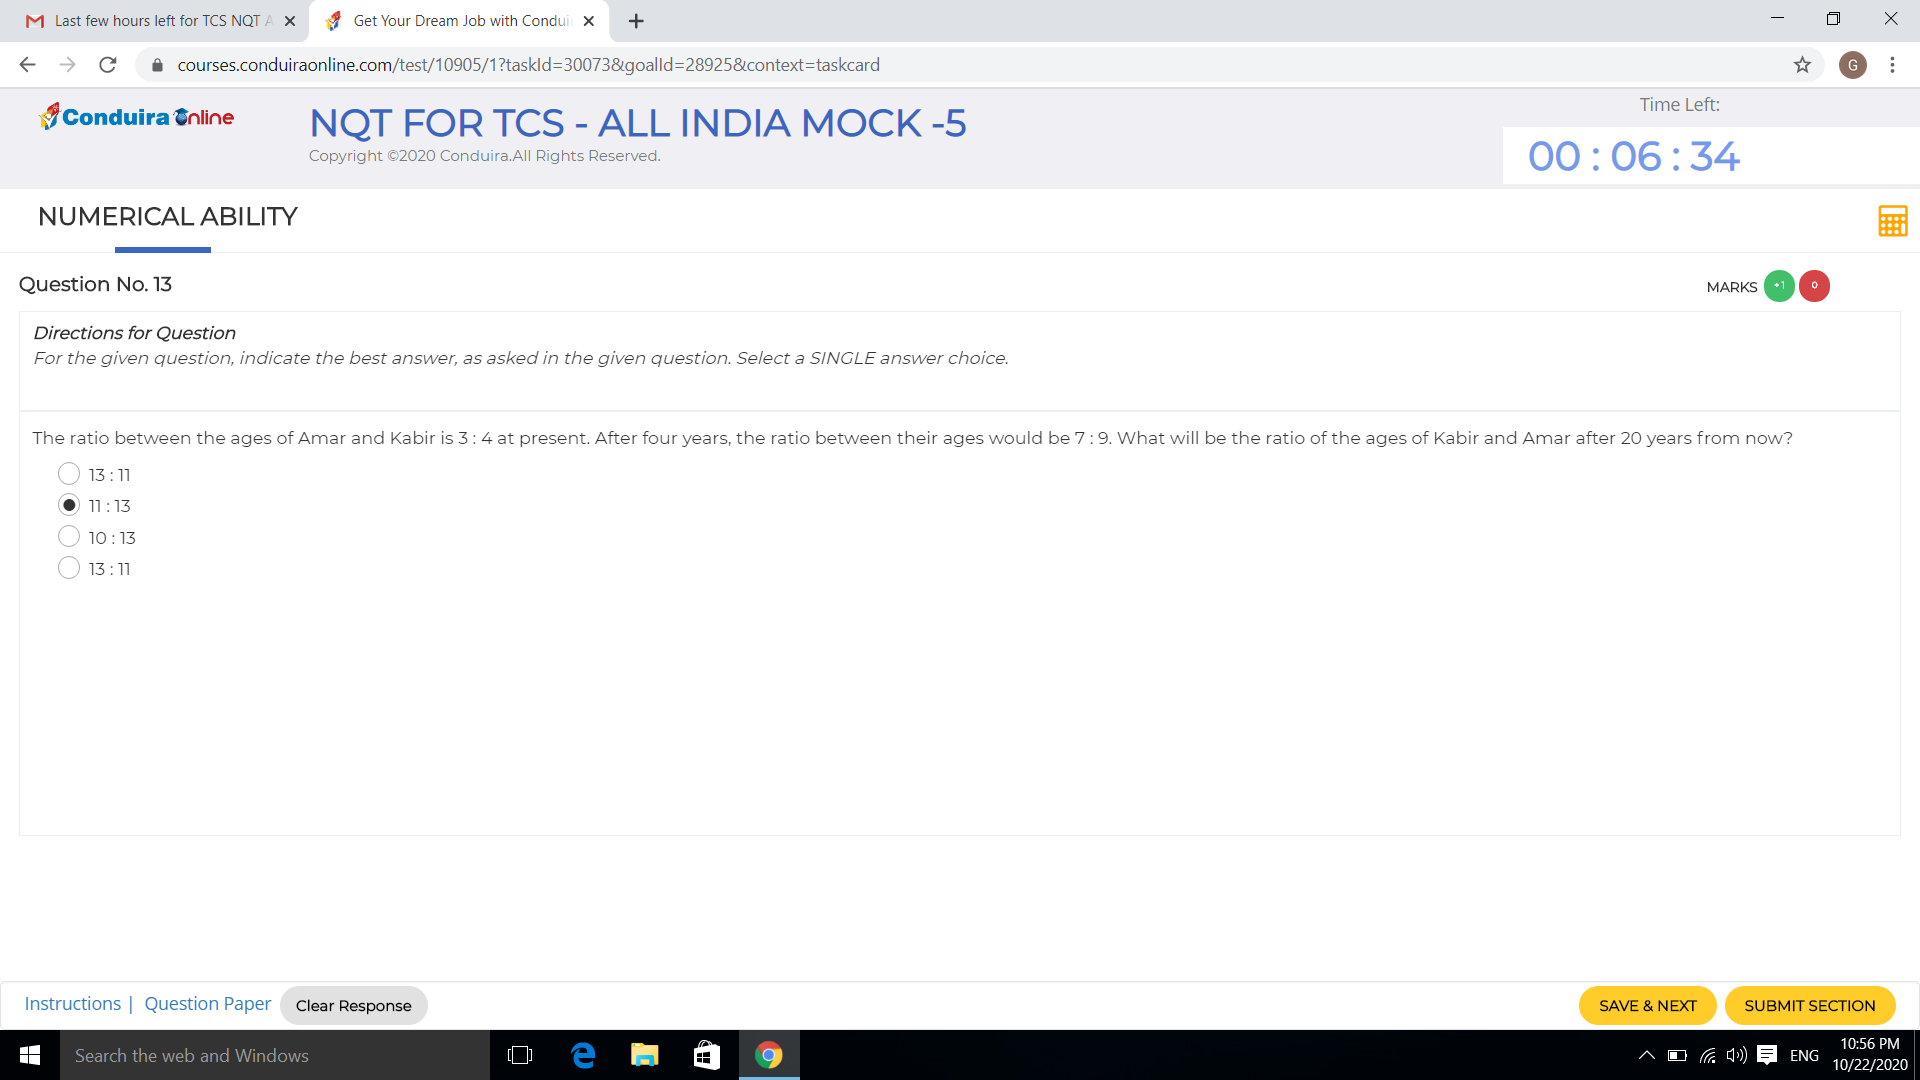 Last few hours left for TCS NQT A
Get Your Dream Job with Condui
courses.conduiraonline.com/test/10905/1?taskId=30073&goalId=28925&context=taskcard
G
Conduira Online
NQT FOR TCS - ALL INDIA MOCK -5
Copyright ©2020 Conduira.All Rights Reserved.
Time Left:
00 : 06 : 34
NUMERICAL ABILITY
Question No. 13
MARKS +1 0
Directions for Question
For the given question, indicate the best answer, as asked in the given question. Select a SINGLE answer choice.
The ratio between the ages of Amar and Kabir is 3 : 4 at present. After four years, the ratio between their ages would be 7 : 9. What will be the ratio of the ages of Kabir and Amar after 20 years from now?
13 : 11
11 : 13
10 : 13
13 : 11
Instructions | Question Paper Clear Response
SAVE & NEXT SUBMIT SECTION
Search the web and Windows
ENG
10:56 PM
10/22/2020